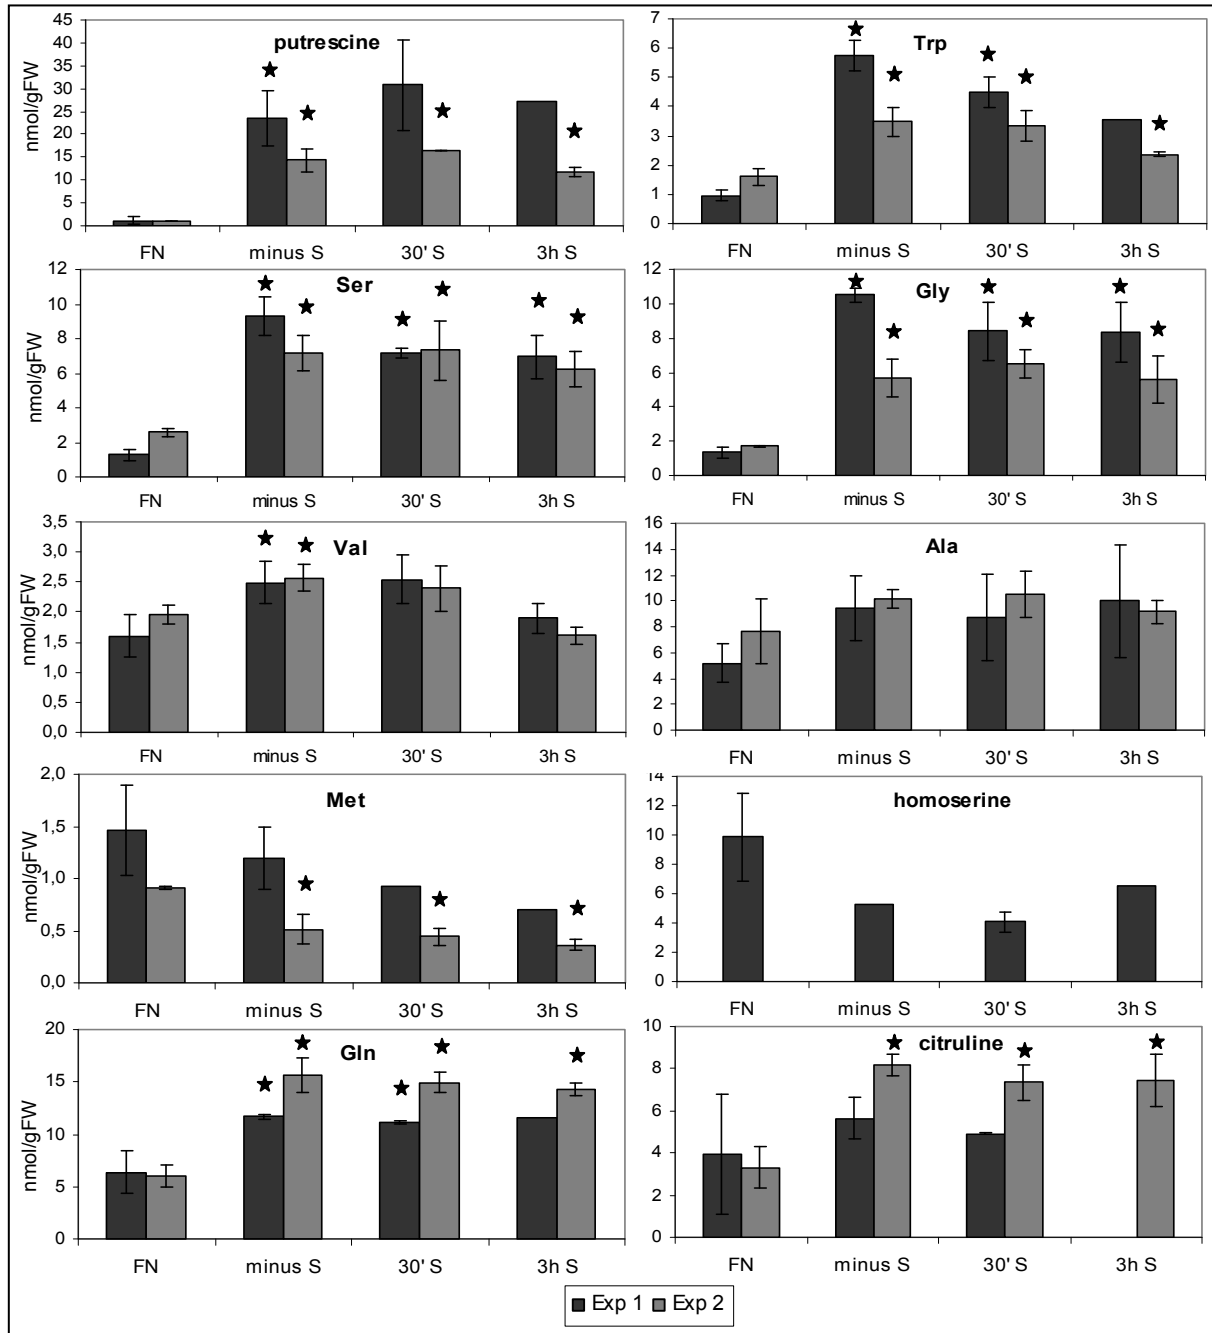 putrescine
nmol/gFW
45
40
35
30
25
20
15
10
5
0
FN minus S 30' S 3h S
Trp
7
6
5
4
3
2
1
0
FN minus S 30' S 3h S
Ser
nmol/gFW
12
10
8
6
4
2
0
FN minus S 30' S 3h S
Gly
12
10
8
6
4
2
0
FN minus S 30' S 3h S
Val
nmol/gFW
3,5
3,0
2,5
2,0
1,5
1,0
0,5
0,0
FN minus S 30' S 3h S
Ala
16
14
12
10
8
6
4
2
0
FN minus S 30' S 3h S
Met
nmol/gFW
2,0
1,5
1,0
0,5
0,0
FN minus S 30' S 3h S
homoserine
14
12
10
8
6
4
2
0
FN minus S 30' S 3h S
Gln
nmol/gFW
20
15
10
5
0
FN minus S 30' S 3h S
citruline
10
8
6
4
2
0
FN minus S 30' S 3h S
Exp 1 Exp 2